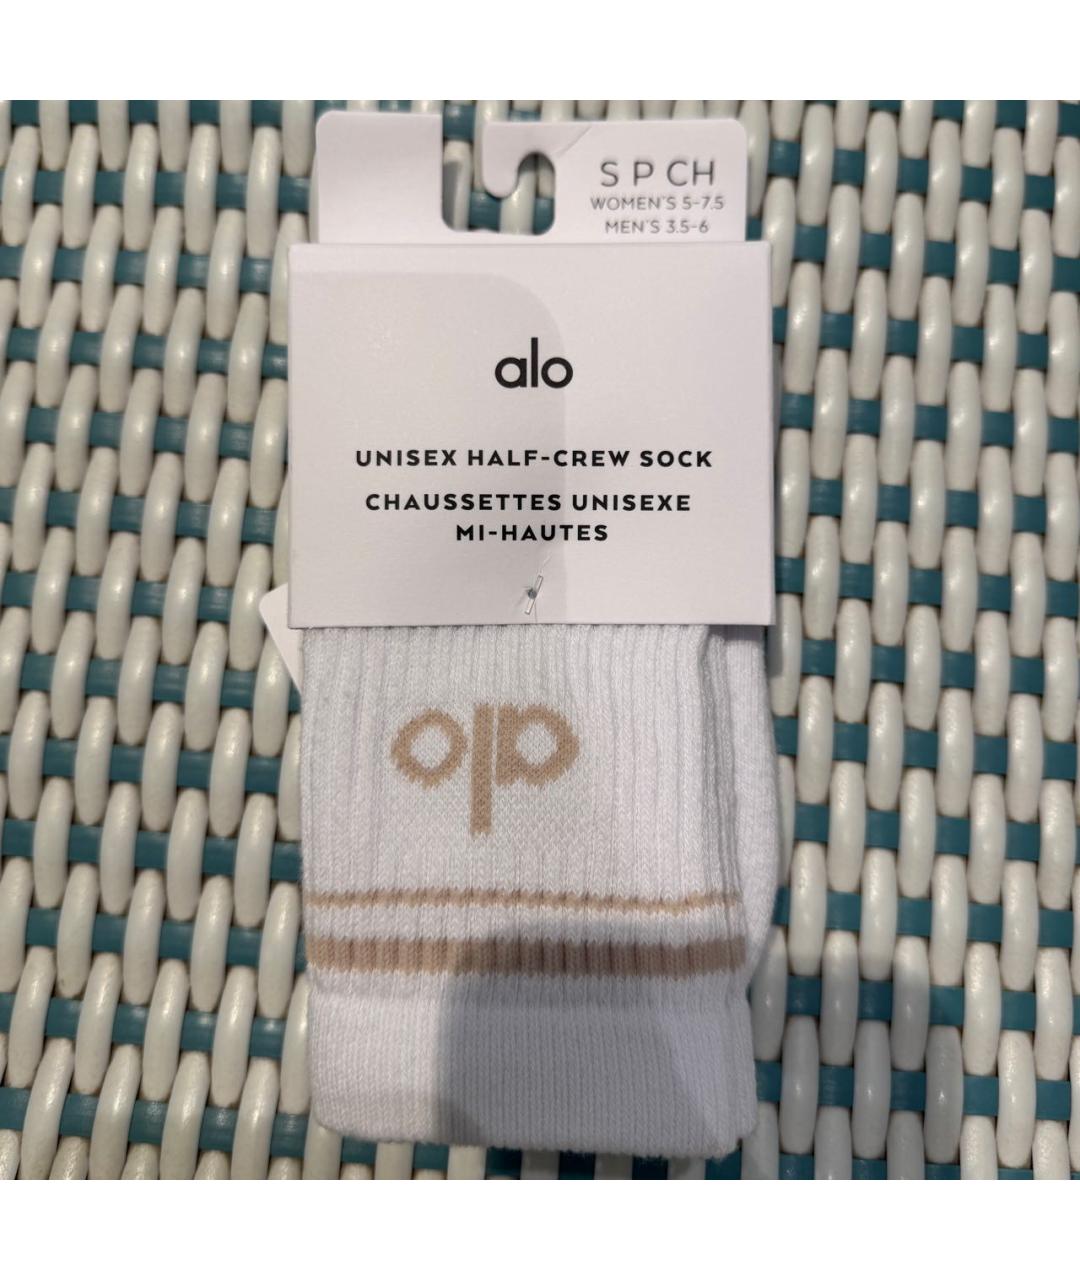 S P CH
WOMEN'S 5-7.5
MEN'S 3.5-6
alo
UNISEX HALF-CREW SOCK
CHAUSSETTES UNISEXE
MI-HAUTES
alo